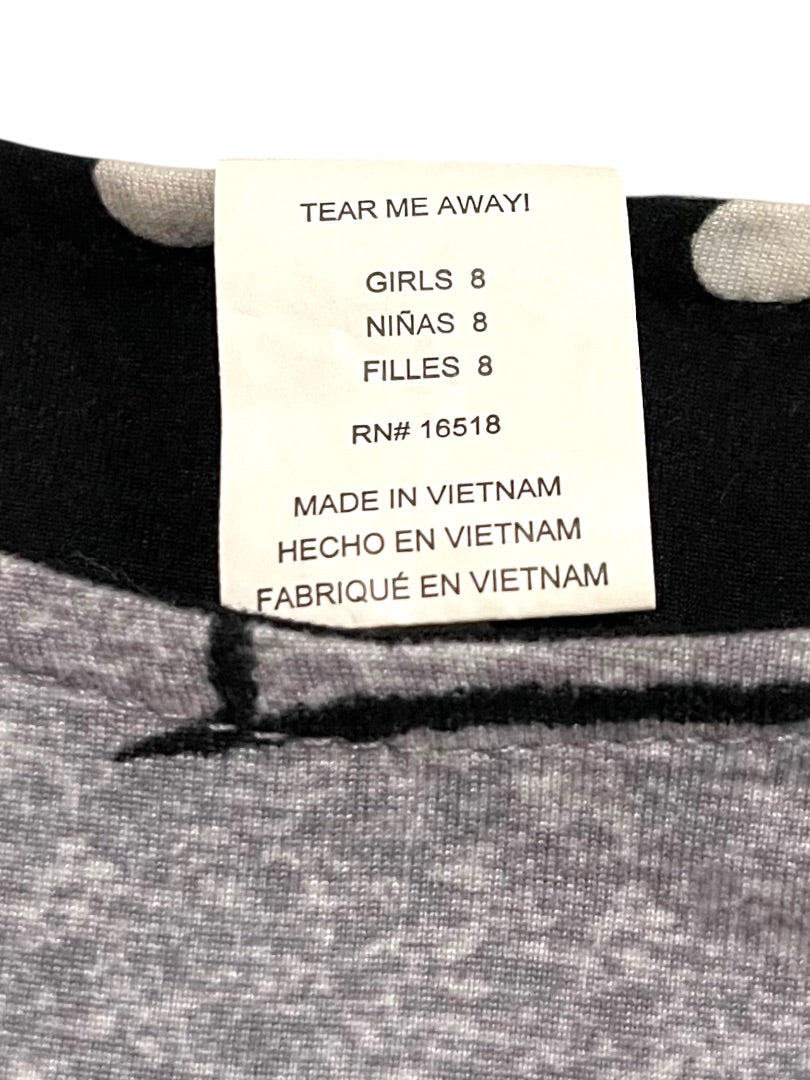 TEAR ME AWAY!
GIRLS 8
NIÑAS 8
FILLES 8
RN# 16518
MADE IN VIETNAM
HECHO EN VIETNAM
FABRIQUÉ EN VIETNAM